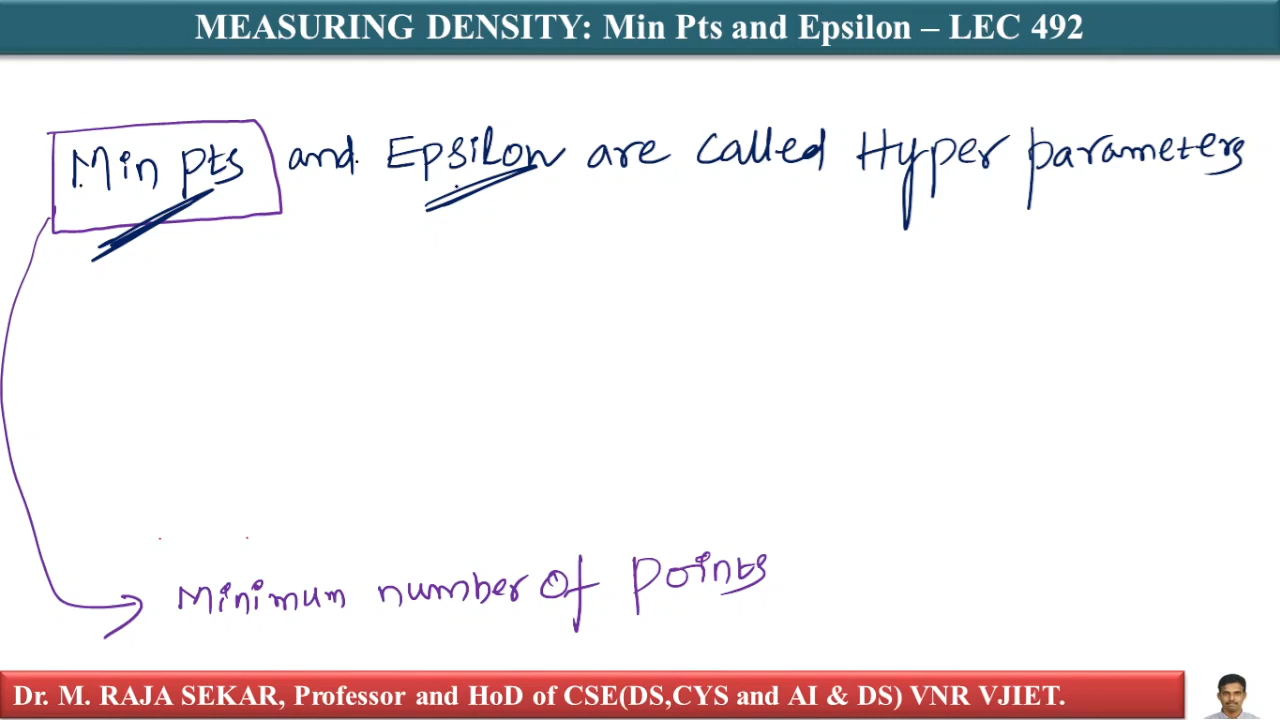 MEASURING DENSITY: Min Pts and Epsilon – LEC 492
Min pts and Epsilon are called Hyper parameters
Minimum number of Points
Dr. M. RAJA SEKAR, Professor and HoD of CSE(DS,CYS and AI & DS) VNR VJIET.